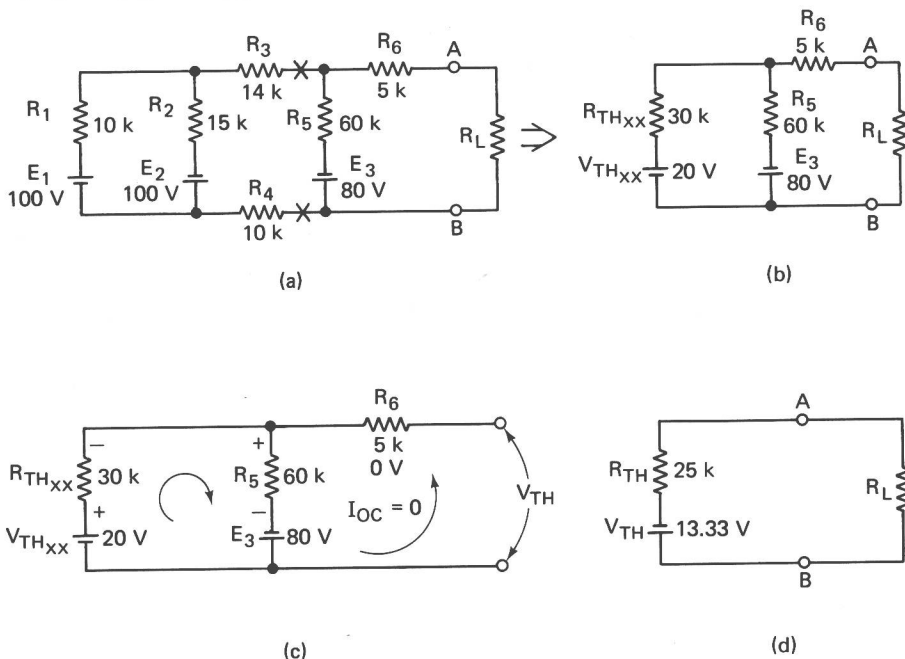 R3
14 k
R6
5 k
A
R1
10 k
R2
15 k
R5
60 k
RL
E1
100 V
E2
100 V
E3
80 V
R4
10 k
B
(a)
R6
5 k
A
RTHXX
30 k
R5
60 k
RL
VTHXX
20 V
E3
80 V
B
(b)
R6
5 k
0 V
− +
RTHXX
30 k
R5
60 k
+ −
IOC = 0
VTH
VTHXX
20 V
E3
80 V
(c)
A
RTH
25 k
RL
VTH
13.33 V
B
(d)